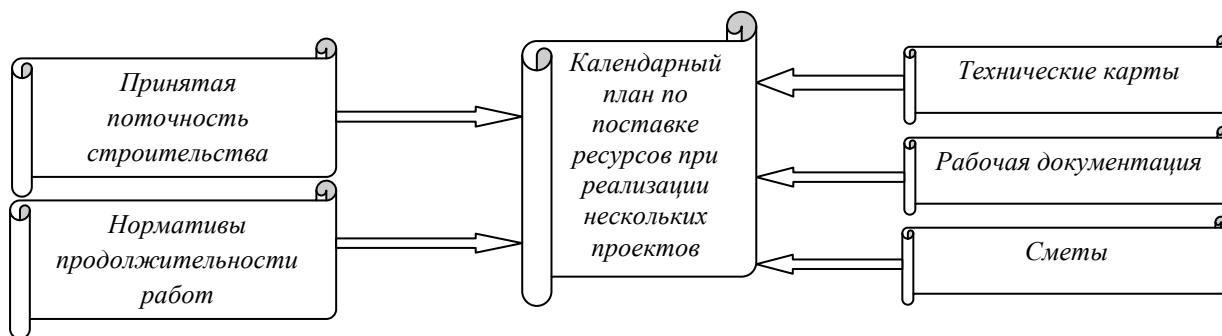 Принятая
поточность
строительства
Нормативы
продолжительности
работ
Календарный
план по
поставке
ресурсов при
реализации
нескольких
проектов
Технические карты
Рабочая документация
Сметы